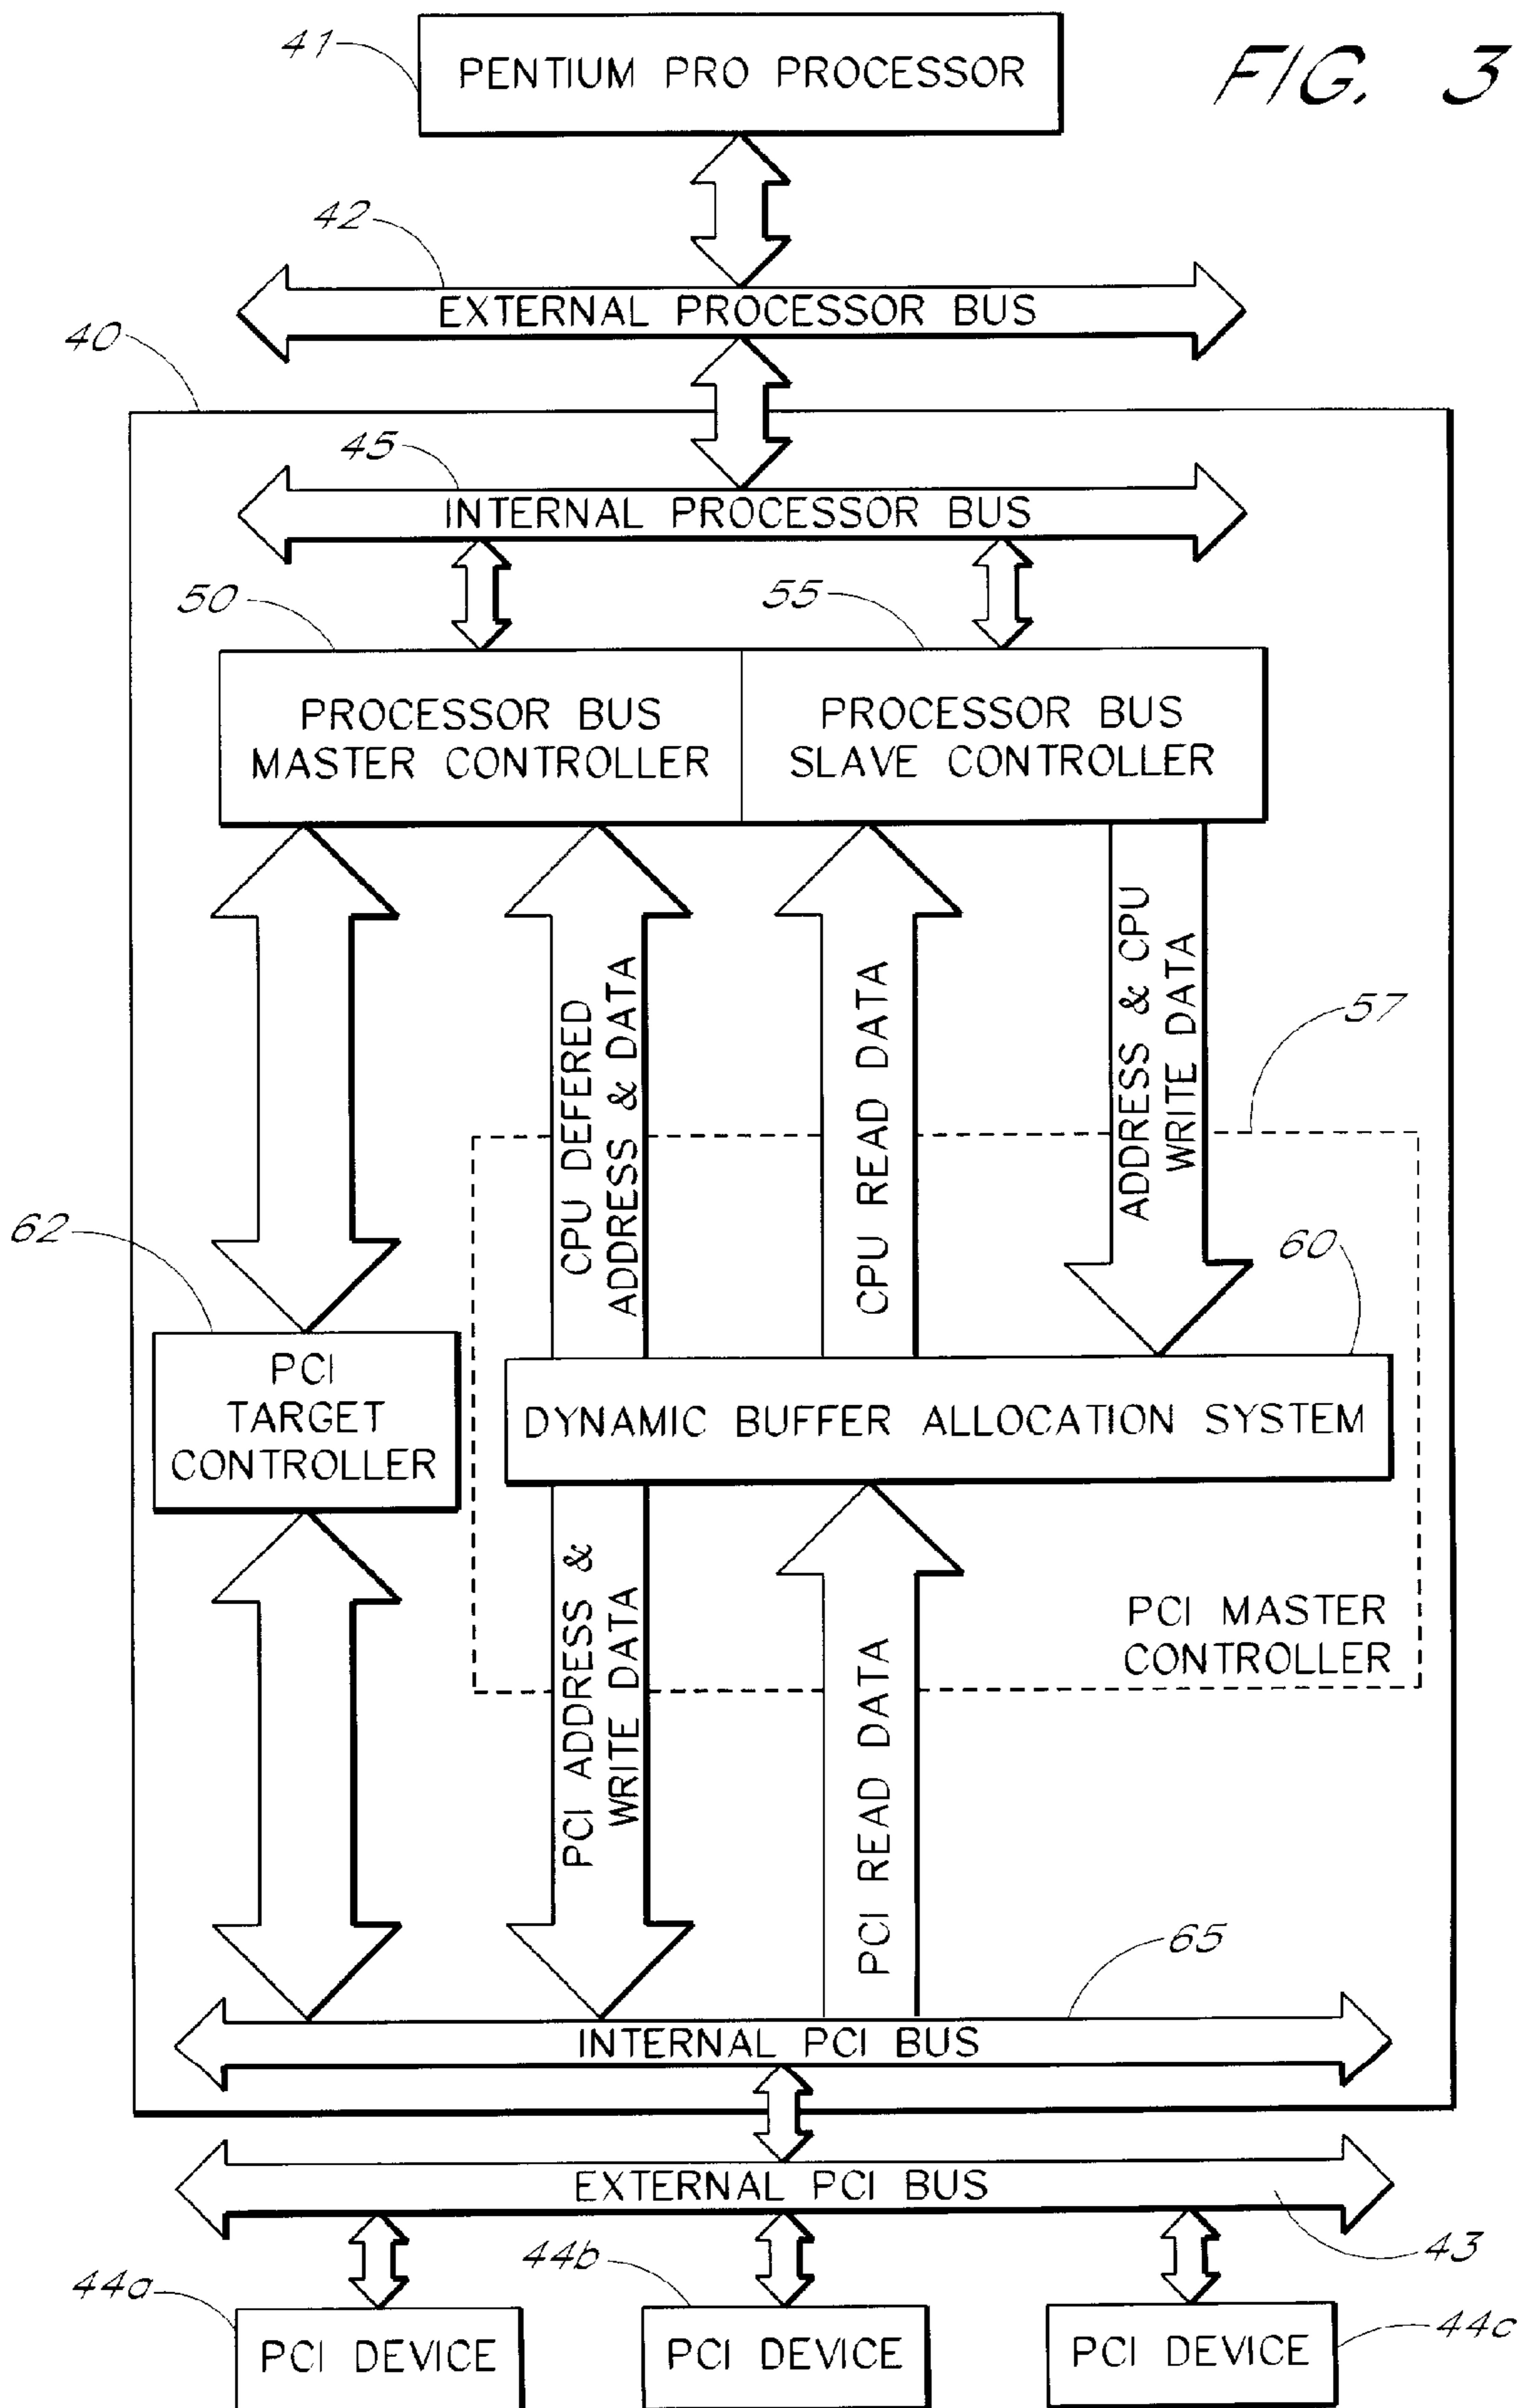 FIG. 3
41
PENTIUM PRO PROCESSOR
42
EXTERNAL PROCESSOR BUS
40
45
INTERNAL PROCESSOR BUS
50
55
PROCESSOR BUS
MASTER CONTROLLER
PROCESSOR BUS
SLAVE CONTROLLER
CPU DEFERED
ADDRESS & DATA
CPU READ DATA
ADDRESS & CPU
WRITE DATA
57
62
60
PCI
TARGET
CONTROLLER
DYNAMIC BUFFER ALLOCATION SYSTEM
PCI ADDRESS &
WRITE DATA
PCI READ DATA
PCI MASTER
CONTROLLER
65
INTERNAL PCI BUS
EXTERNAL PCI BUS
43
44a
44b
44c
PCI DEVICE
PCI DEVICE
PCI DEVICE